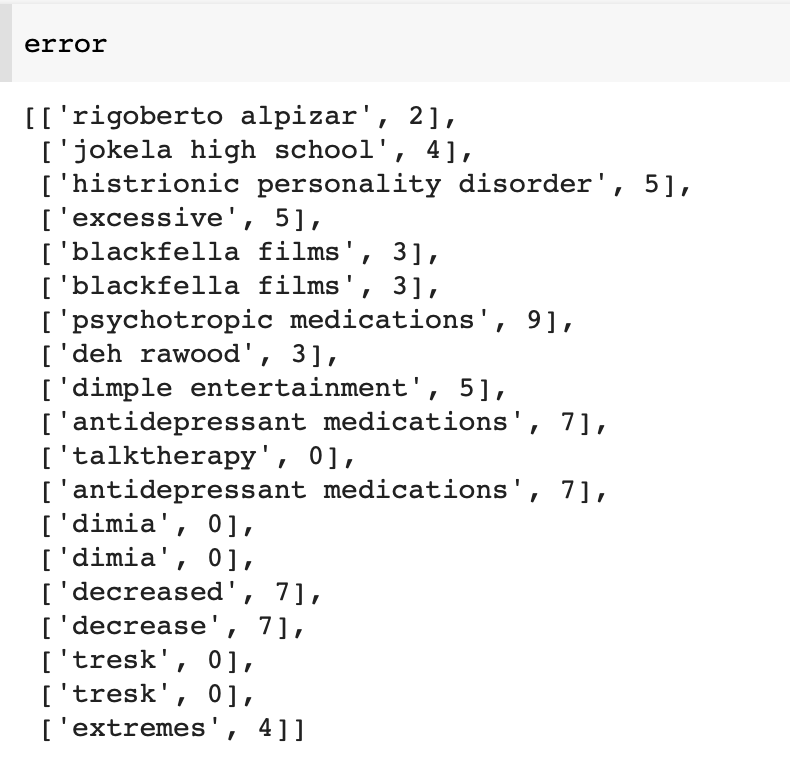 error
[['rigoberto alpizar', 2],
['jokela high school', 4],
['histrionic personality disorder', 5],
['excessive', 5],
['blackfella films', 3],
['blackfella films', 3],
['psychotropic medications', 9],
['deh rawood', 3],
['dimple entertainment', 5],
['antidepressant medications', 7],
['talktherapy', 0],
['antidepressant medications', 7],
['dimia', 0],
['dimia', 0],
['decreased', 7],
['decrease', 7],
['tresk', 0],
['tresk', 0],
['extremes', 4]]